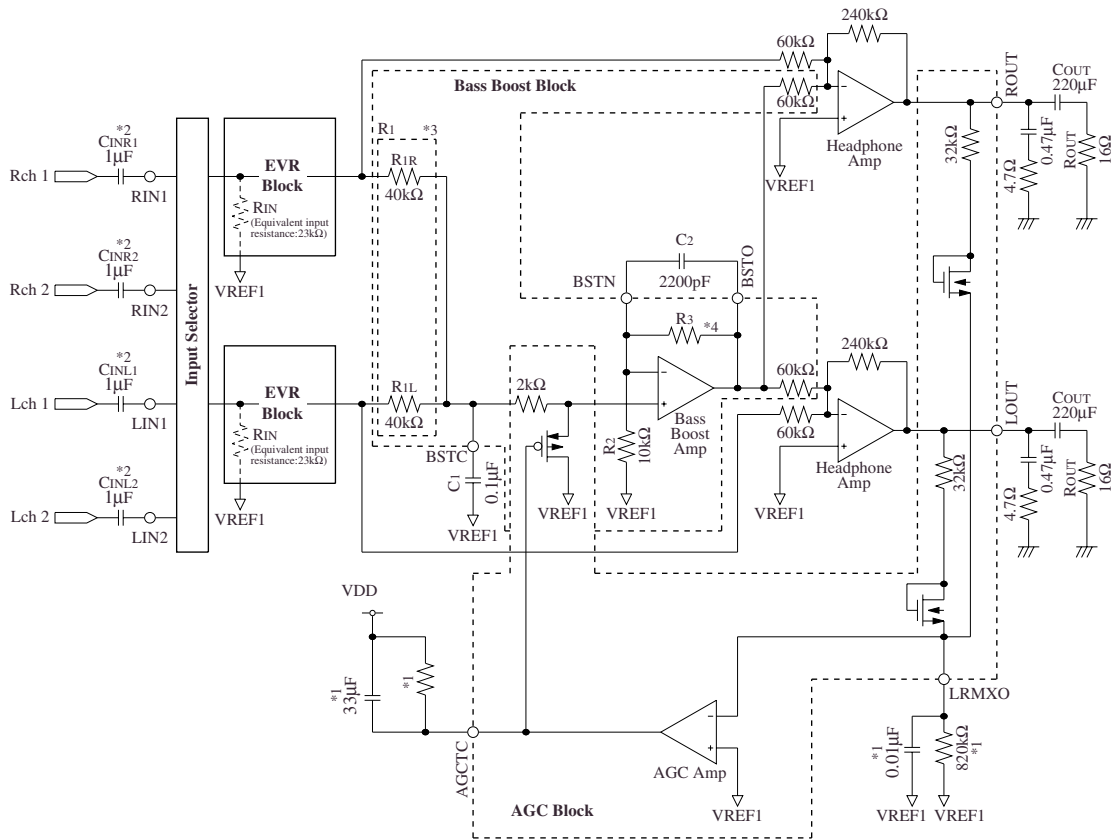 240kΩ
60kΩ
60kΩ
Bass Boost Block
Headphone
Amp
VREF1
ROUT
COUT
220μF
32kΩ
0.47μF
4.7Ω
ROUT
16Ω
*2
CINR1
1μF
Rch 1
RIN1
EVR
Block
RIN
(Equivalent input
resistance:23kΩ)
VREF1
R1
*3
R1R
40kΩ
*2
CINR2
1μF
Rch 2
RIN2
Input Selector
C2
2200pF
BSTN
BSTO
R3
*4
*2
CINL1
1μF
Lch 1
LIN1
EVR
Block
RIN
(Equivalent input
resistance:23kΩ)
VREF1
R1L
40kΩ
BSTC
C1
0.1μF
VREF1
2kΩ
VREF1
R2
10kΩ
VREF1
Bass
Boost
Amp
240kΩ
60kΩ
60kΩ
Headphone
Amp
VREF1
LOUT
COUT
220μF
32kΩ
0.47μF
4.7Ω
ROUT
16Ω
*2
CINL2
1μF
Lch 2
LIN2
VDD
*1
33μF
*1
AGCTC
AGC Amp
VREF1
LRMXO
*1
0.01μF
820kΩ
*1
VREF1
VREF1
AGC Block